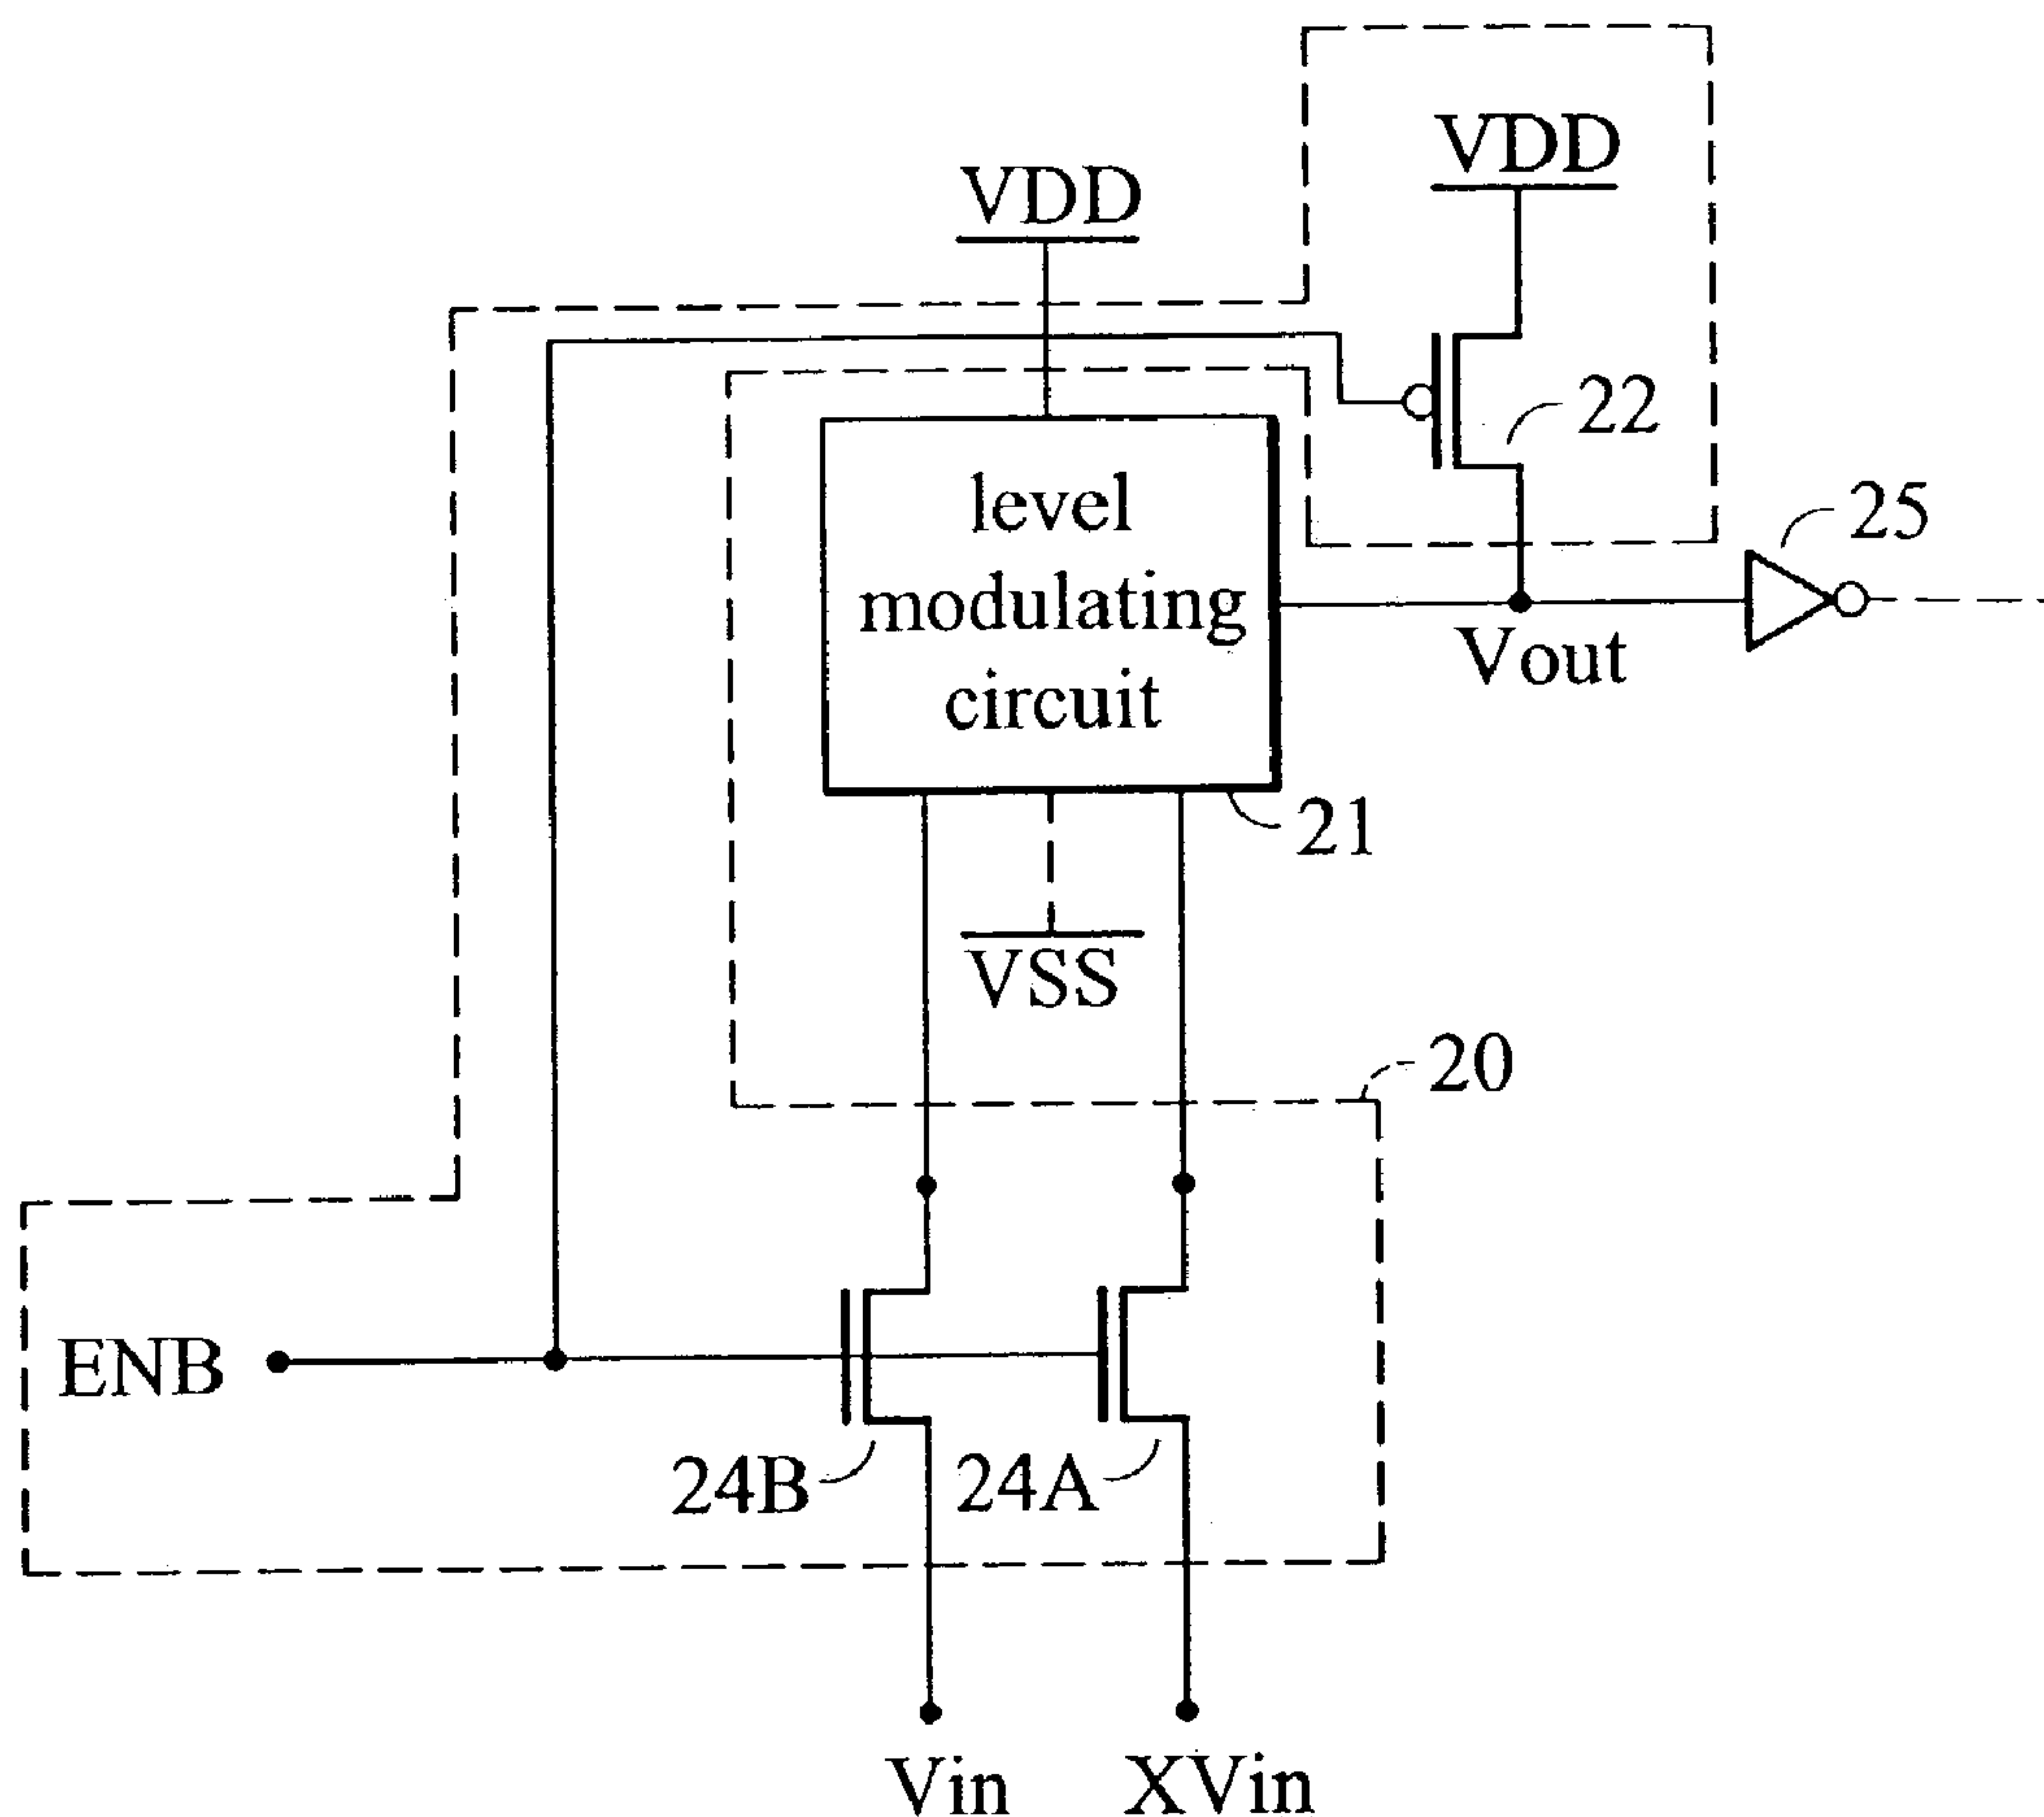 VDD
VDD
22
25
level
modulating
circuit
Vout
21
VSS
20
ENB
24B
24A
Vin
XVin